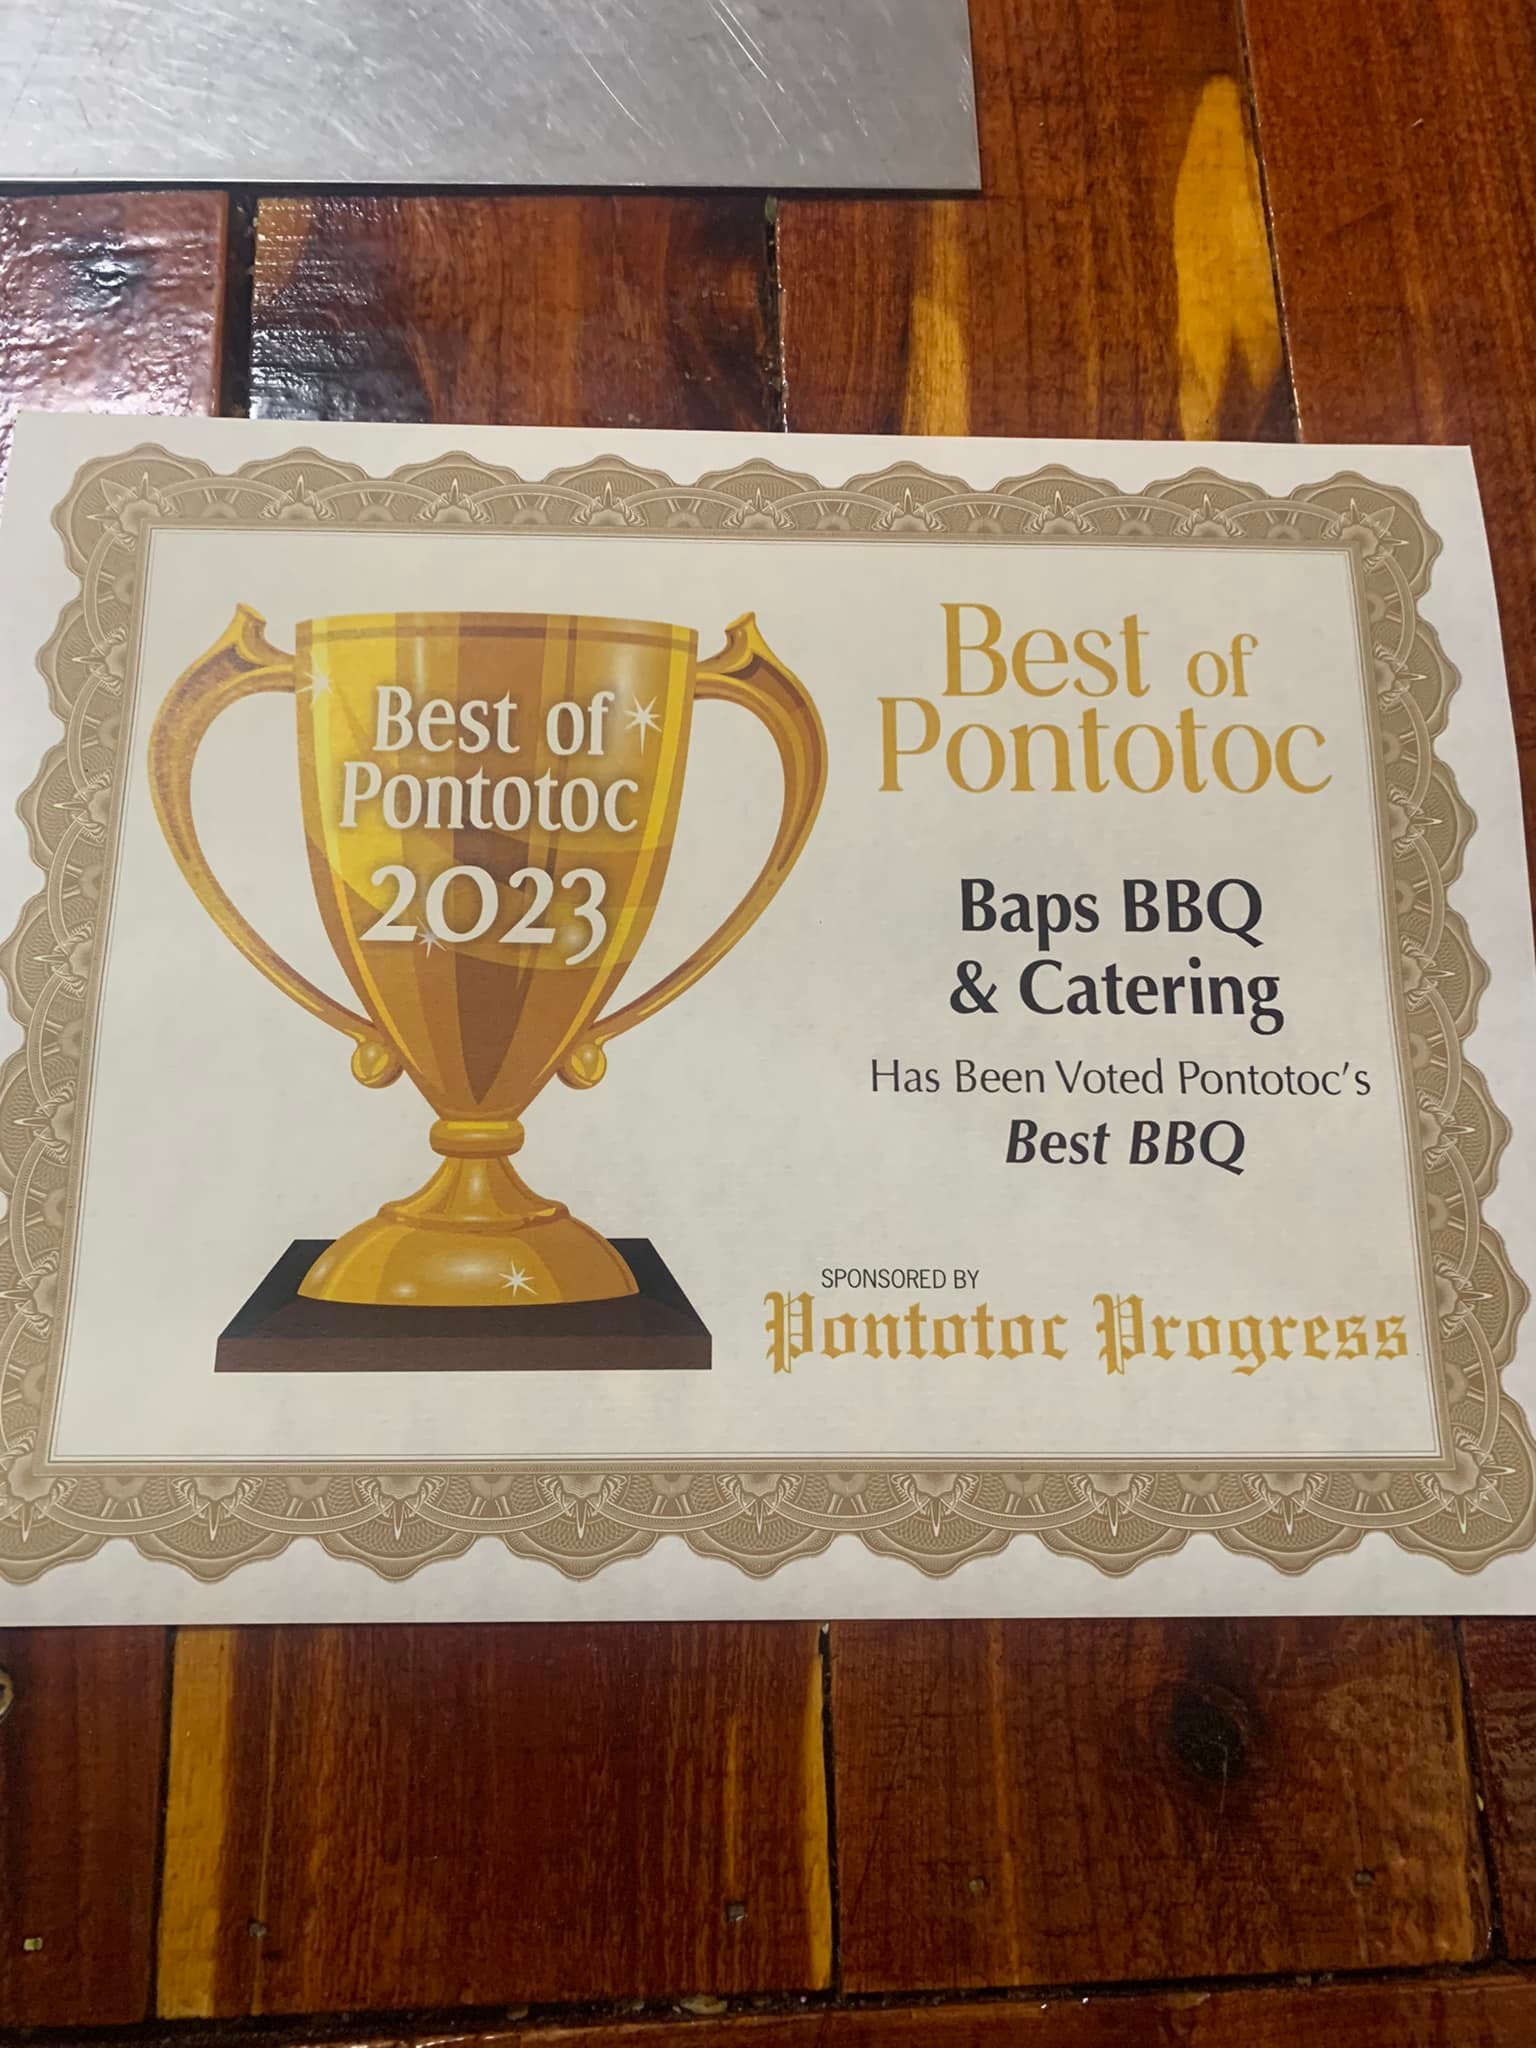 Best of
Pontotoc
2023
Best of
Pontotoc
Baps BBQ
& Catering
Has Been Voted Pontotoc's
Best BBQ
SPONSORED BY
Pontotoc Progress